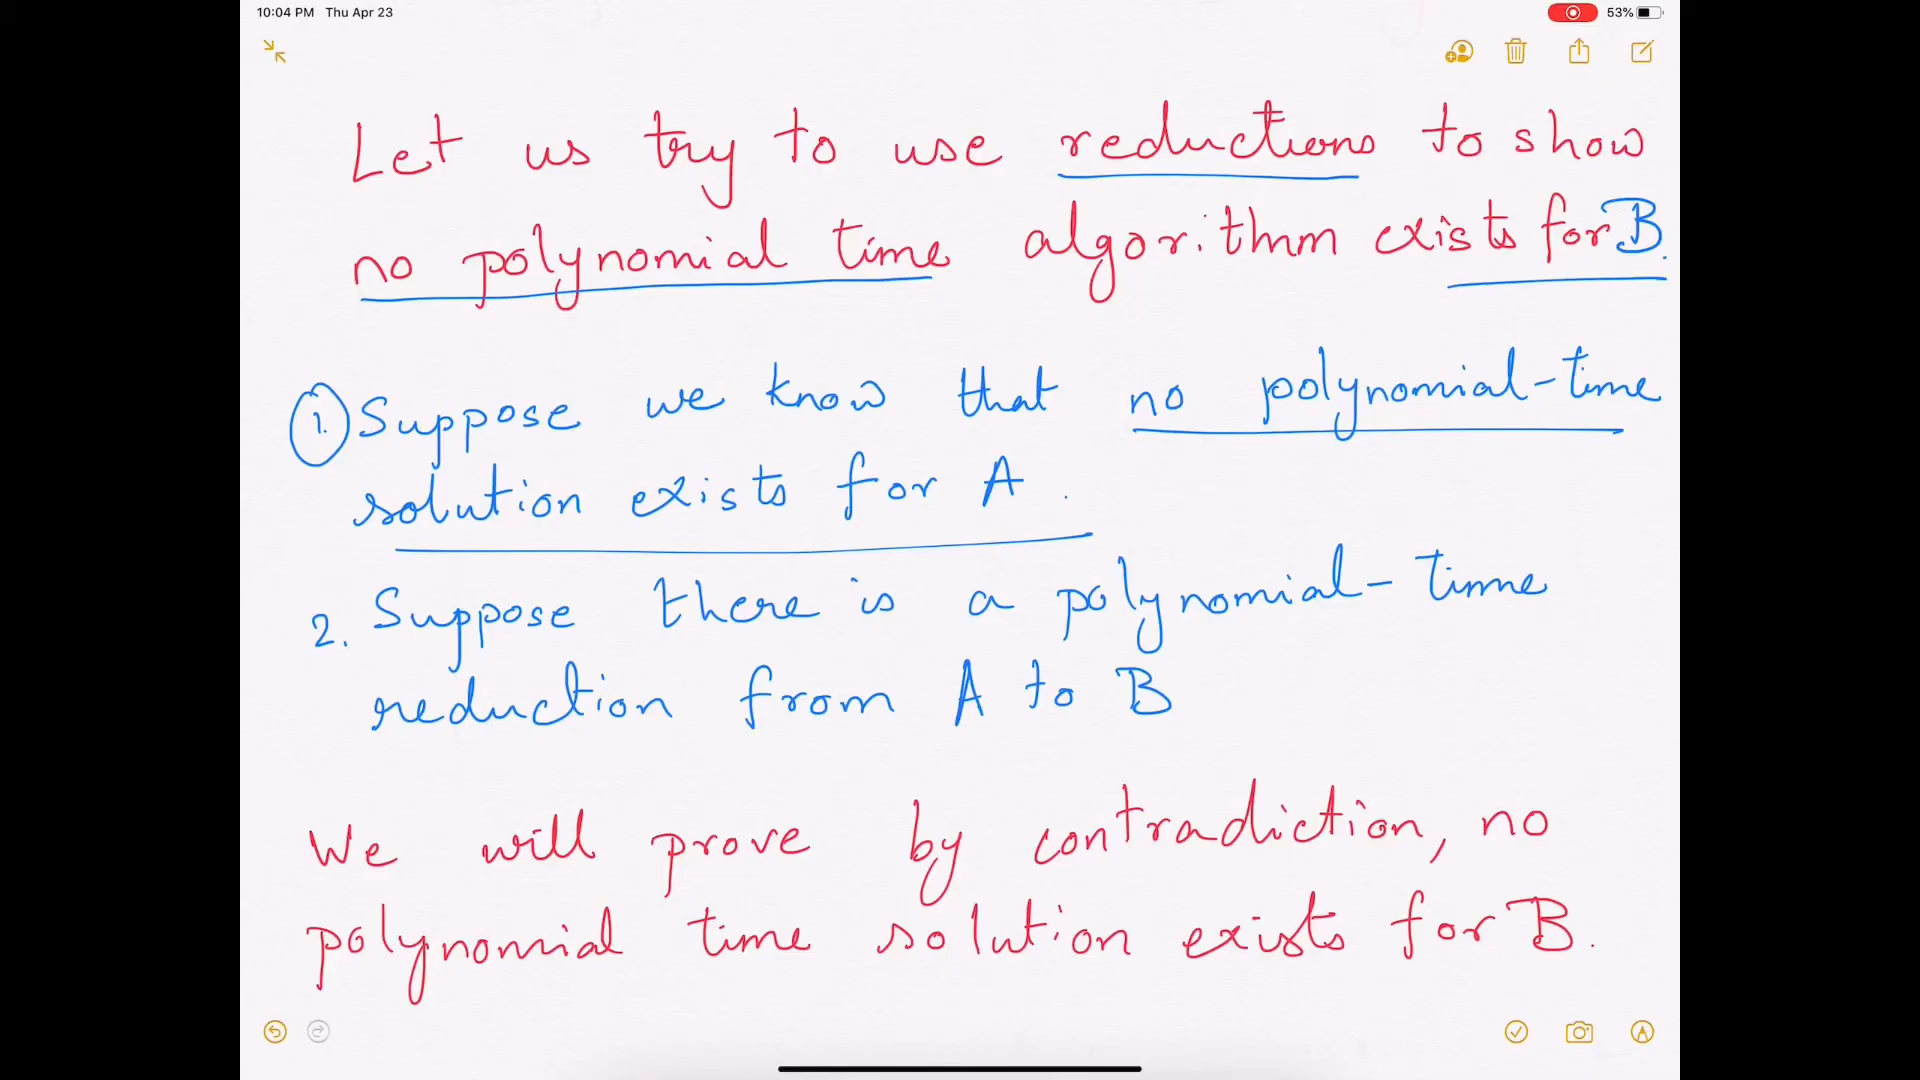 10:04 PM Thu Apr 23
53%
Let us try to use reductions to show
no polynomial time algorithm exists for B.
1. Suppose we know that no polynomial-time
solution exists for A.
2. Suppose there is a polynomial-time
reduction from A to B
We will prove by contradiction, no
polynomial time solution exists for B.